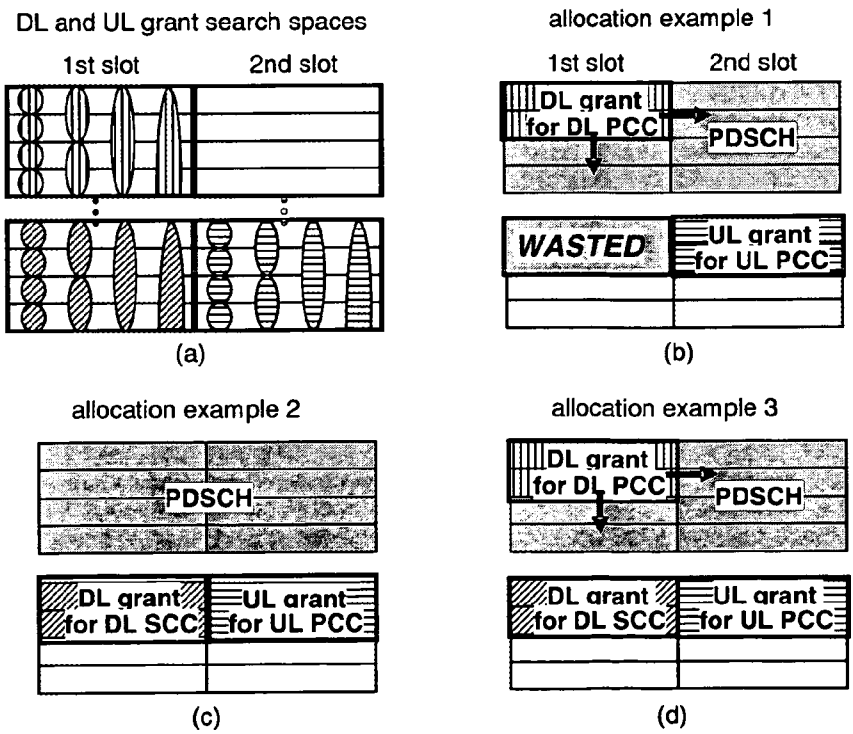 DL and UL grant search spaces
1st slot
2nd slot
(a)
allocation example 1
1st slot
2nd slot
DL grant
for DL PCC
PDSCH
WASTED
UL grant
for UL PCC
(b)
allocation example 2
PDSCH
DL grant
for DL SCC
UL grant
for UL PCC
(c)
allocation example 3
DL grant
for DL PCC
PDSCH
DL grant
for DL SCC
UL grant
for UL PCC
(d)